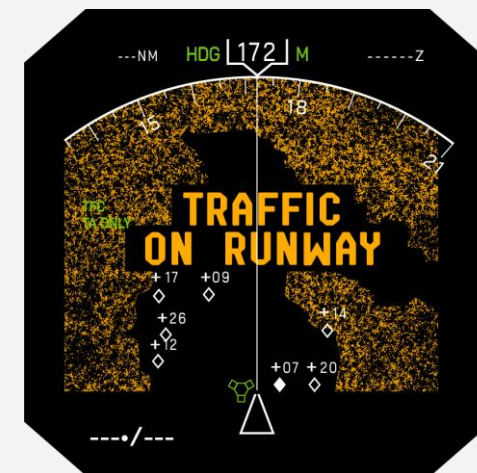 ---NM HDG 172 M ------Z
15 18 21
TFC
TA ONLY
TRAFFIC
ON RUNWAY
+17 +09
+14
+26
+12
+07 +20
---•/---